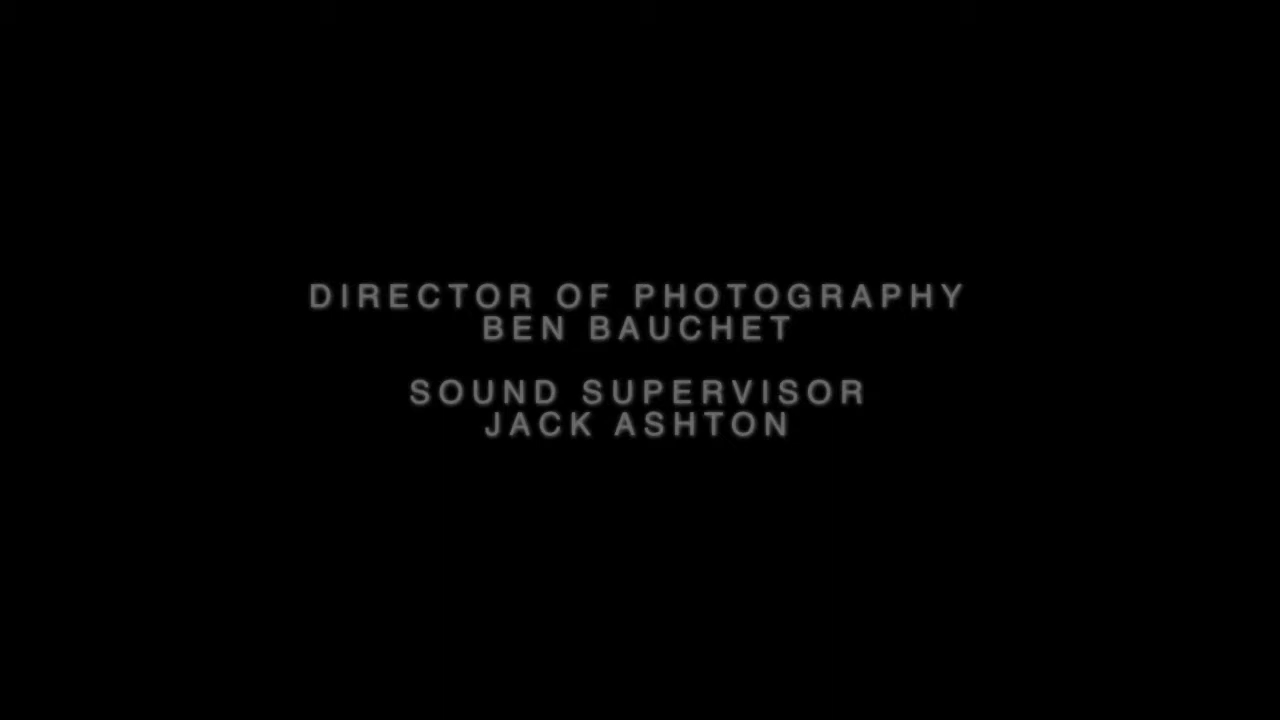 DIRECTOR OF PHOTOGRAPHY
BEN BAUCHET
SOUND SUPERVISOR
JACK ASHTON